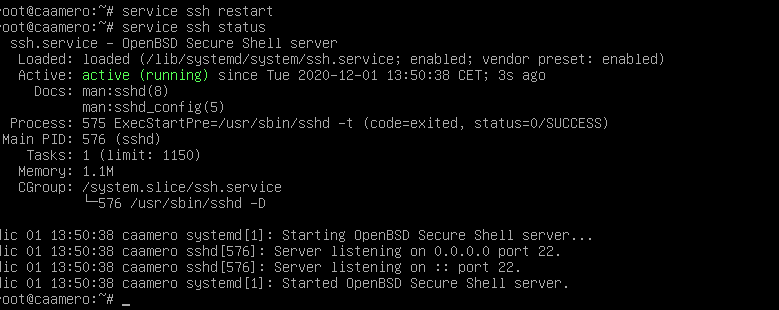 root@caamero:~# service ssh restart
root@caamero:~# service ssh status
ssh.service - OpenBSD Secure Shell server
Loaded: loaded (/lib/systemd/system/ssh.service; enabled; vendor preset: enabled)
Active: active (running) since Tue 2020-12-01 13:50:38 CET; 3s ago
Docs: man:sshd(8)
man:sshd_config(5)
Process: 575 ExecStartPre=/usr/sbin/sshd -t (code=exited, status=0/SUCCESS)
Main PID: 576 (sshd)
Tasks: 1 (limit: 1150)
Memory: 1.1M
CGroup: /system.slice/ssh.service
└─576 /usr/sbin/sshd -D
dic 01 13:50:38 caamero systemd[1]: Starting OpenBSD Secure Shell server...
dic 01 13:50:38 caamero sshd[576]: Server listening on 0.0.0.0 port 22.
dic 01 13:50:38 caamero sshd[576]: Server listening on :: port 22.
dic 01 13:50:38 caamero systemd[1]: Started OpenBSD Secure Shell server.
root@caamero:~# _